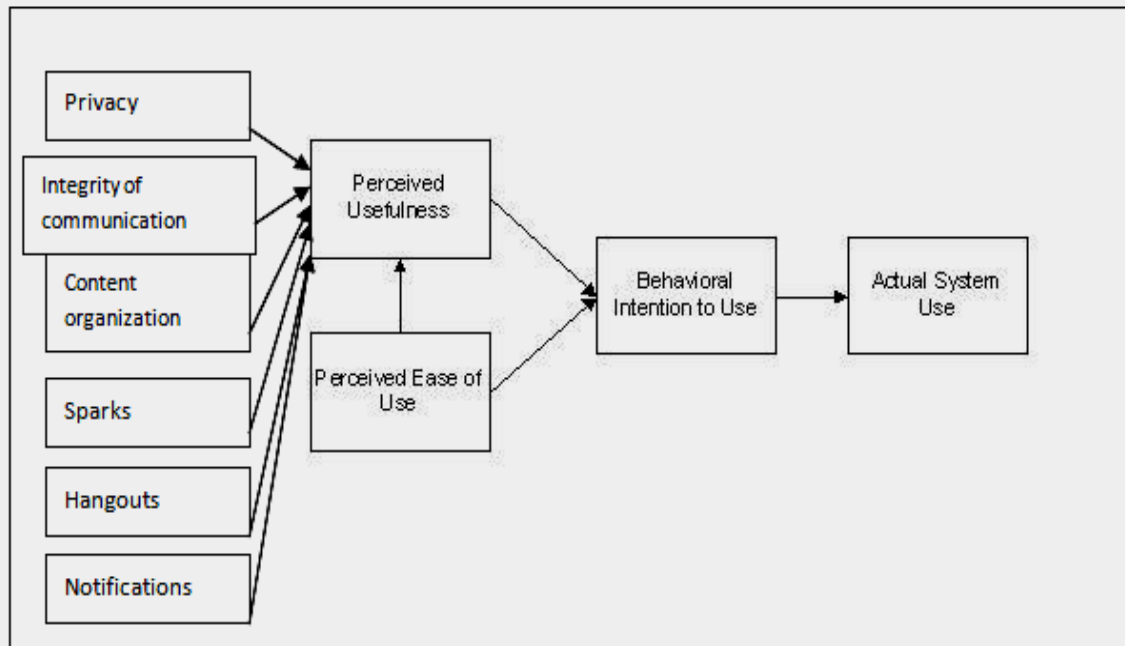 Privacy
Integrity of
communication
Content
organization
Sparks
Hangouts
Notifications
Perceived
Usefulness
Perceived Ease of
Use
Behavioral
Intention to Use
Actual System
Use